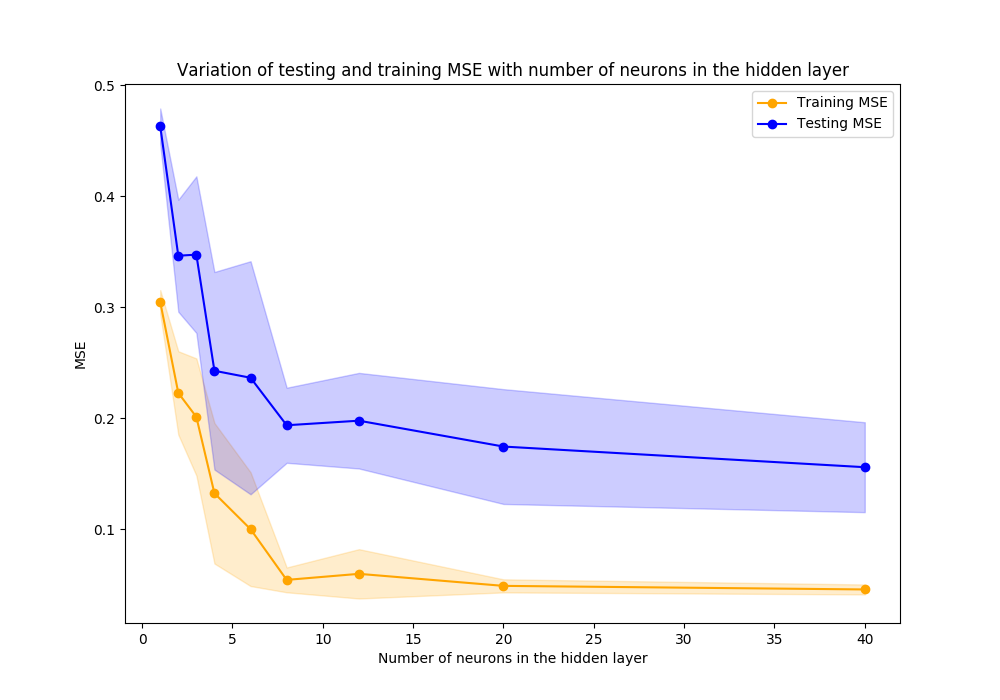 Variation of testing and training MSE with number of neurons in the hidden layer
Training MSE
Testing MSE
0.5
0.4
0.3
0.2
0.1
MSE
0 5 10 15 20 25 30 35 40
Number of neurons in the hidden layer